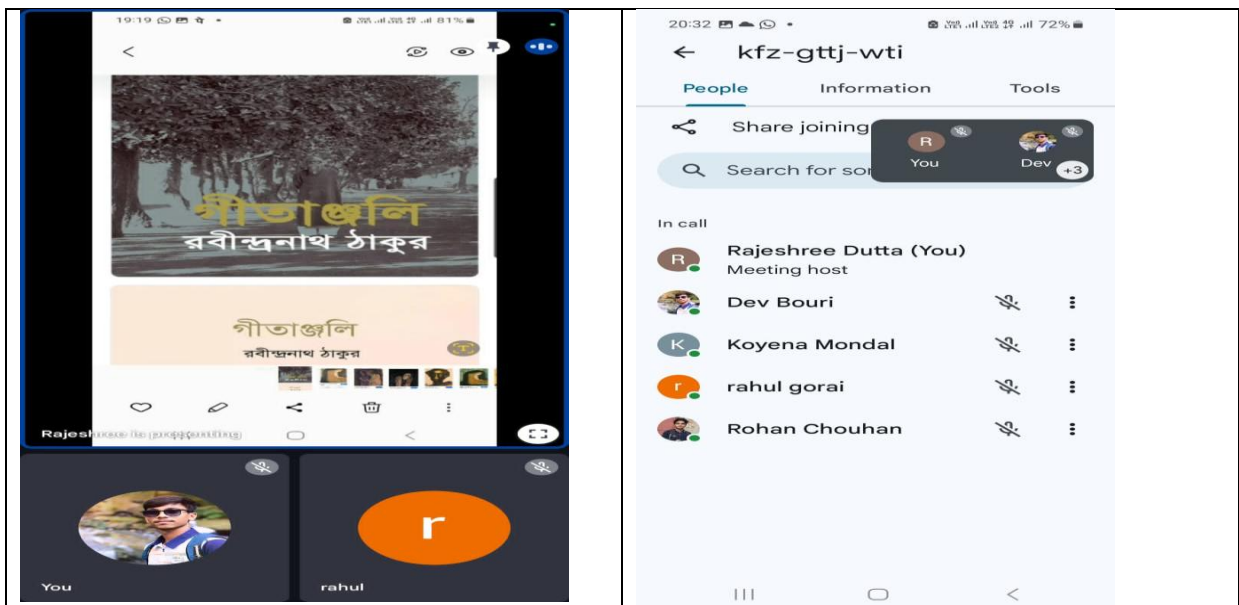 19:19
81%
গীতাঞ্জলি
রবীন্দ্রনাথ ঠাকুর
গীতাঞ্জলি
রবীন্দ্রনাথ ঠাকুর
You
r
rahul
20:32
72%
kfz-gttj-wti
People Information Tools
Share joining
R
You Dev
+3
Search for
In call
R
Rajeshree Dutta (You)
Meeting host
Dev Bouri
K
Koyena Mondal
r
rahul gorai
Rohan Chouhan